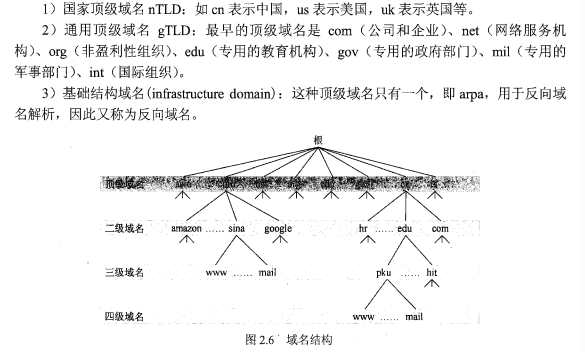 1）国家顶级域名 nTLD：如 cn 表示中国，us 表示美国，uk 表示英国等。
2）通用顶级域名 gTLD：最早的顶级域名是 com（公司和企业）、net（网络服务机
构）、org（非盈利性组织）、edu（专用的教育机构）、gov（专用的政府部门）、mil（专用的
军事部门）、int（国际组织）。
3）基础结构域名(infrastructure domain)：这种顶级域名只有一个，即 arpa，用于反向域
名解析，因此又称为反向域名。
根
顶级域名
二级域名 amazon …… sina google hr …… edu com
三级域名 www …… mail pku …… hit
四级域名 www …… mail
图 2.6 域名结构